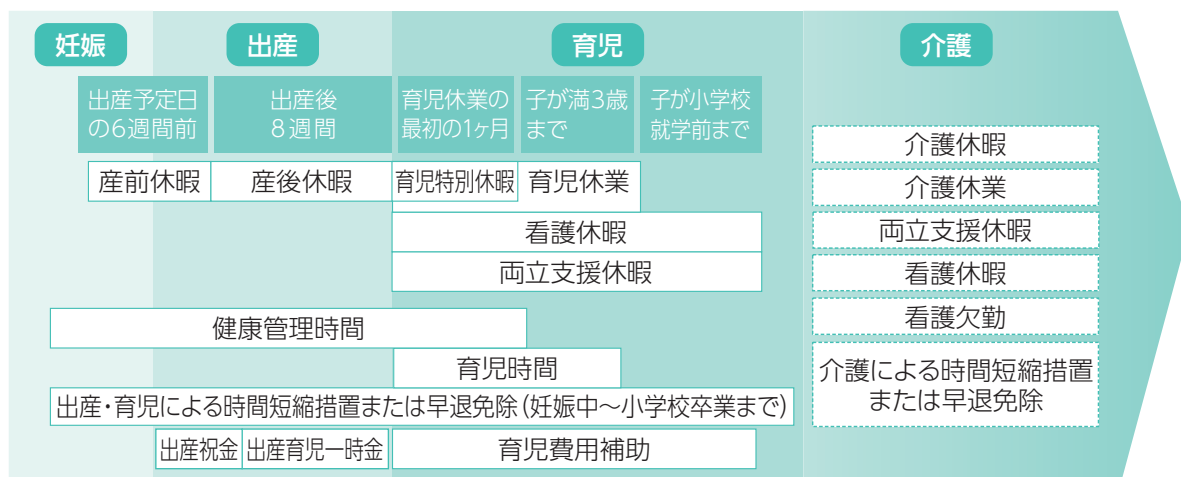 妊娠
出産
育児
介護
出産予定日
の6週間前
出産後
8週間
育児休業の
最初の1ヶ月
子が満3歳
まで
子が小学校
就学前まで
産前休暇
産後休暇
育児特別休暇
育児休業
看護休暇
両立支援休暇
健康管理時間
育児時間
出産・育児による時間短縮措置または早退免除(妊娠中～小学校卒業まで)
出産祝金
出産育児一時金
育児費用補助
介護休暇
介護休業
両立支援休暇
看護休暇
看護欠勤
介護による時間短縮措置
または早退免除